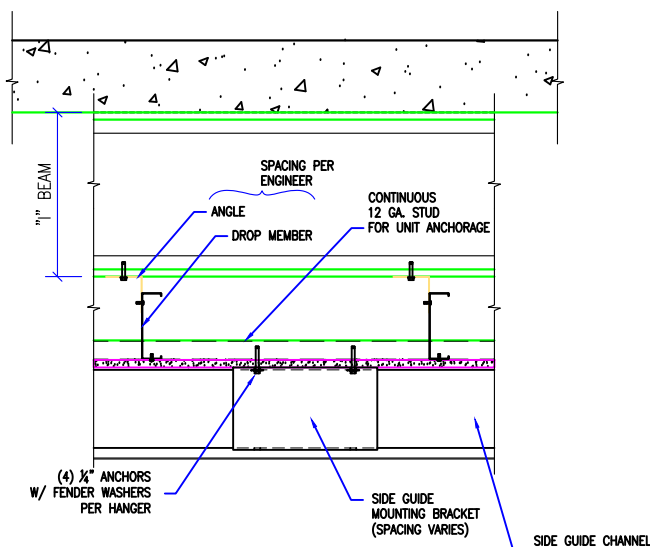 "I" BEAM
SPACING PER
ENGINEER
ANGLE
DROP MEMBER
CONTINUOUS
12 GA. STUD
FOR UNIT ANCHORAGE
(4) ¼" ANCHORS
W/ FENDER WASHERS
PER HANGER
SIDE GUIDE
MOUNTING BRACKET
(SPACING VARIES)
SIDE GUIDE CHANNEL